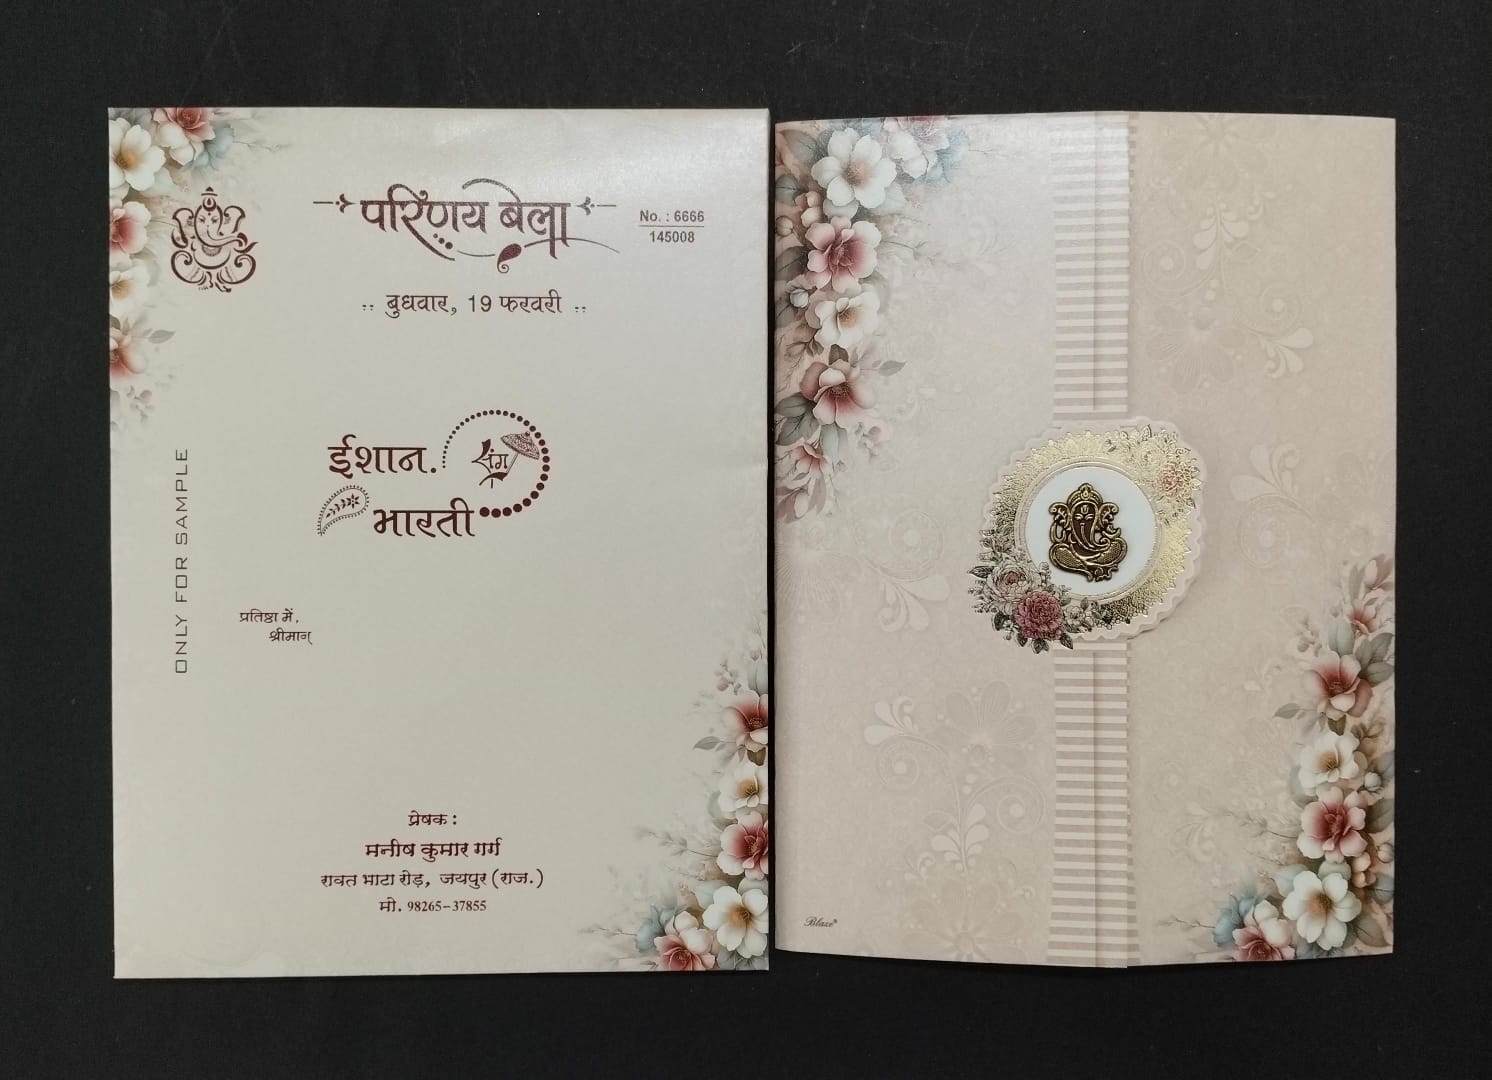 परिणय बेला
No. : 6666
145008
:: बुधवार, 19 फरवरी ::
ईशान.
संग
भारती
ONLY FOR SAMPLE
प्रतिष्ठा में,
श्रीमान्
प्रेषक :
मनीष कुमार गर्ग
रावत भाटा रोड़, जयपुर (राज.)
मो. 98265-37855
Blaze®